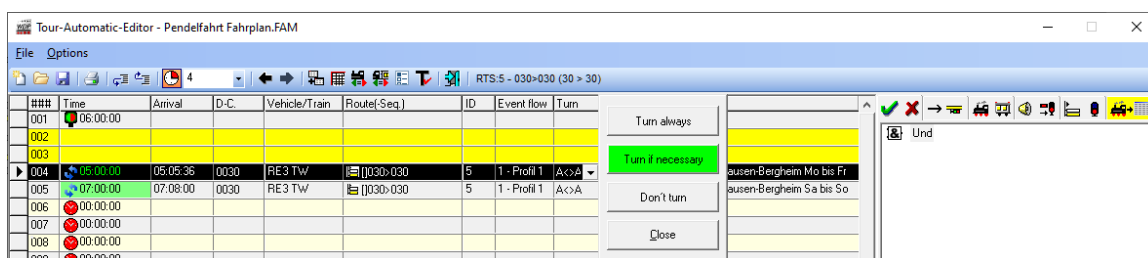 Tour-Automatic-Editor - Pendelfahrt Fahrplan.FAM
File Options
4 RTS:5 - 030>030 (30 > 30)
### Time Arrival D.-C. Vehicle/Train Route(-Seq.) ID Event flow Turn
001 06:00:00
002
003
004 05:00:00 05:05:36 0030 RE3 TW []030>030 5 1 - Profil 1 A<>A ausen-Bergheim Mo bis Fr
005 07:00:00 07:08:00 0030 RE3 TW []030>030 5 1 - Profil 1 A<>A ausen-Bergheim Sa bis So
006 00:00:00
007 00:00:00
008 00:00:00
Turn always
Turn if necessary
Don´t turn
Close
& Und